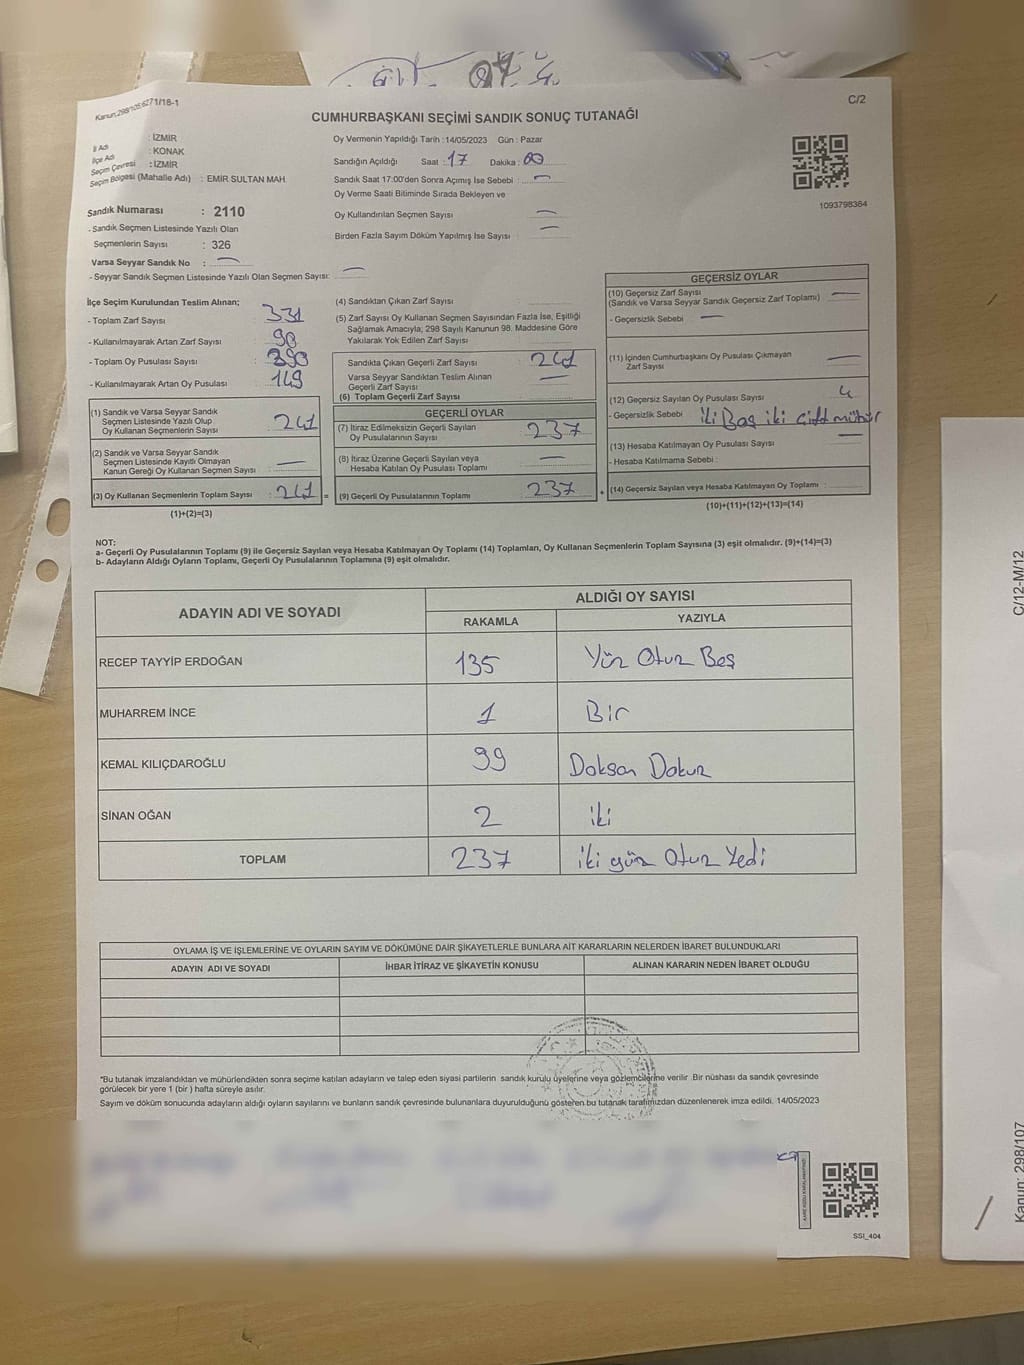 Kanun:298/105;6271/18-1
C/2
CUMHURBAŞKANI SEÇİMİ SANDIK SONUÇ TUTANAĞI
İl Adı : İZMİR
İlçe Adı : KONAK
Seçim Çevresi : İZMİR
Seçim Bölgesi (Mahalle Adı) : EMİR SULTAN MAH
Oy Vermenin Yapıldığı Tarih : 14/05/2023 Gün : Pazar
Sandığın Açıldığı Saat : 17 Dakika : 00
Sandık Saat 17:00'den Sonra Açımış İse Sebebi : —
Oy Verme Saati Bitiminde Sırada Bekleyen ve
Oy Kullandırılan Seçmen Sayısı —
Birden Fazla Sayım Döküm Yapılmış İse Sayısı : —
1093798384
Sandık Numarası : 2110
- Sandık Seçmen Listesinde Yazılı Olan
Seçmenlerin Sayısı : 326
Varsa Seyyar Sandık No : —
- Seyyar Sandık Seçmen Listesinde Yazılı Olan Seçmen Sayısı: —
İlçe Seçim Kurulundan Teslim Alınan;
- Toplam Zarf Sayısı : 331
- Kullanılmayarak Artan Zarf Sayısı : 90
- Toplam Oy Pusulası Sayısı : 390
- Kullanılmayarak Artan Oy Pusulası : 149
(1) Sandık ve Varsa Seyyar Sandık
Seçmen Listesinde Yazılı Olup
Oy Kullanan Seçmenlerin Sayısı : 241
(2) Sandık ve Varsa Seyyar Sandık
Seçmen Listesinde Kayıtlı Olmayan
Kanun Gereği Oy Kullanan Seçmen Sayısı : —
(3) Oy Kullanan Seçmenlerin Toplam Sayısı : 241 =
(1)+(2)=(3)
(4) Sandıktan Çıkan Zarf Sayısı
(5) Zarf Sayısı Oy Kullanan Seçmen Sayısından Fazla İse, Eşitliği
Sağlamak Amacıyla, 298 Sayılı Kanunun 98. Maddesine Göre
Yakılarak Yok Edilen Zarf Sayısı
Sandıkta Çıkan Geçerli Zarf Sayısı : 241
Varsa Seyyar Sandıktan Teslim Alınan
Geçerli Zarf Sayısı —
(6) Toplam Geçerli Zarf Sayısı
GEÇERLİ OYLAR
(7) İtiraz Edilmeksizin Geçerli Sayılan
Oy Pusulalarının Sayısı : 237
(8) İtiraz Üzerine Geçerli Sayılan veya
Hesaba Katılan Oy Pusulası Toplamı : —
(9) Geçerli Oy Pusulalarının Toplamı : 237 +
GEÇERSİZ OYLAR
(10) Geçersiz Zarf Sayısı
(Sandık ve Varsa Seyyar Sandık Geçersiz Zarf Toplamı) : —
- Geçersizlik Sebebi : —
(11) İçinden Cumhurbaşkanı Oy Pusulası Çıkmayan
Zarf Sayısı —
(12) Geçersiz Sayılan Oy Pusulası Sayısı : 4
- Geçersizlik Sebebi : İki Boş iki Çift mühür
(13) Hesaba Katılmayan Oy Pusulası Sayısı —
- Hesaba Katılmama Sebebi :
(14) Geçersiz Sayılan veya Hesaba Katılmayan Oy Toplamı :
(10)+(11)+(12)+(13)=(14)
NOT:
a- Geçerli Oy Pusulalarının Toplamı (9) ile Geçersiz Sayılan veya Hesaba Katılmayan Oy Toplamı (14) Toplamları, Oy Kullanan Seçmenlerin Toplam Sayısına (3) eşit olmalıdır. (9)+(14)=(3)
b- Adayların Aldığı Oyların Toplamı, Geçerli Oy Pusulalarının Toplamına (9) eşit olmalıdır.
ADAYIN ADI VE SOYADI
ALDIĞI OY SAYISI
RAKAMLA YAZIYLA
RECEP TAYYİP ERDOĞAN 135 Yüz Otuz Beş
MUHARREM İNCE 1 Bir
KEMAL KILIÇDAROĞLU 99 Doksan Dokuz
SİNAN OĞAN 2 iki
TOPLAM 237 iki yüz Otuz Yedi
OYLAMA İŞ VE İŞLEMLERİNE VE OYLARIN SAYIM VE DÖKÜMÜNE DAİR ŞİKAYETLERLE BUNLARA AİT KARARLARIN NELERDEN İBARET BULUNDUKLARI
ADAYIN ADI VE SOYADI İHBAR İTİRAZ VE ŞİKAYETİN KONUSU ALINAN KARARIN NEDEN İBARET OLDUĞU
"Bu tutanak imzalandıktan ve mühürlendikten sonra seçime katılan adayların ve talep eden siyasi partilerin sandık kurulu üyelerine veya gözlemcilerine verilir .Bir nüshası da sandık çevresinde
görülecek bir yere 1 (bir ) hafta süreyle asılır.
Sayım ve döküm sonucunda adayların aldığı oyların sayılarını ve bunların sandık çevresinde bulunanlara duyurulduğunu gösteren bu tutanak tarafımızdan düzenlenerek imza edildi. 14/05/2023
SSI_404
C/12-M/12
Kanun: 298/107